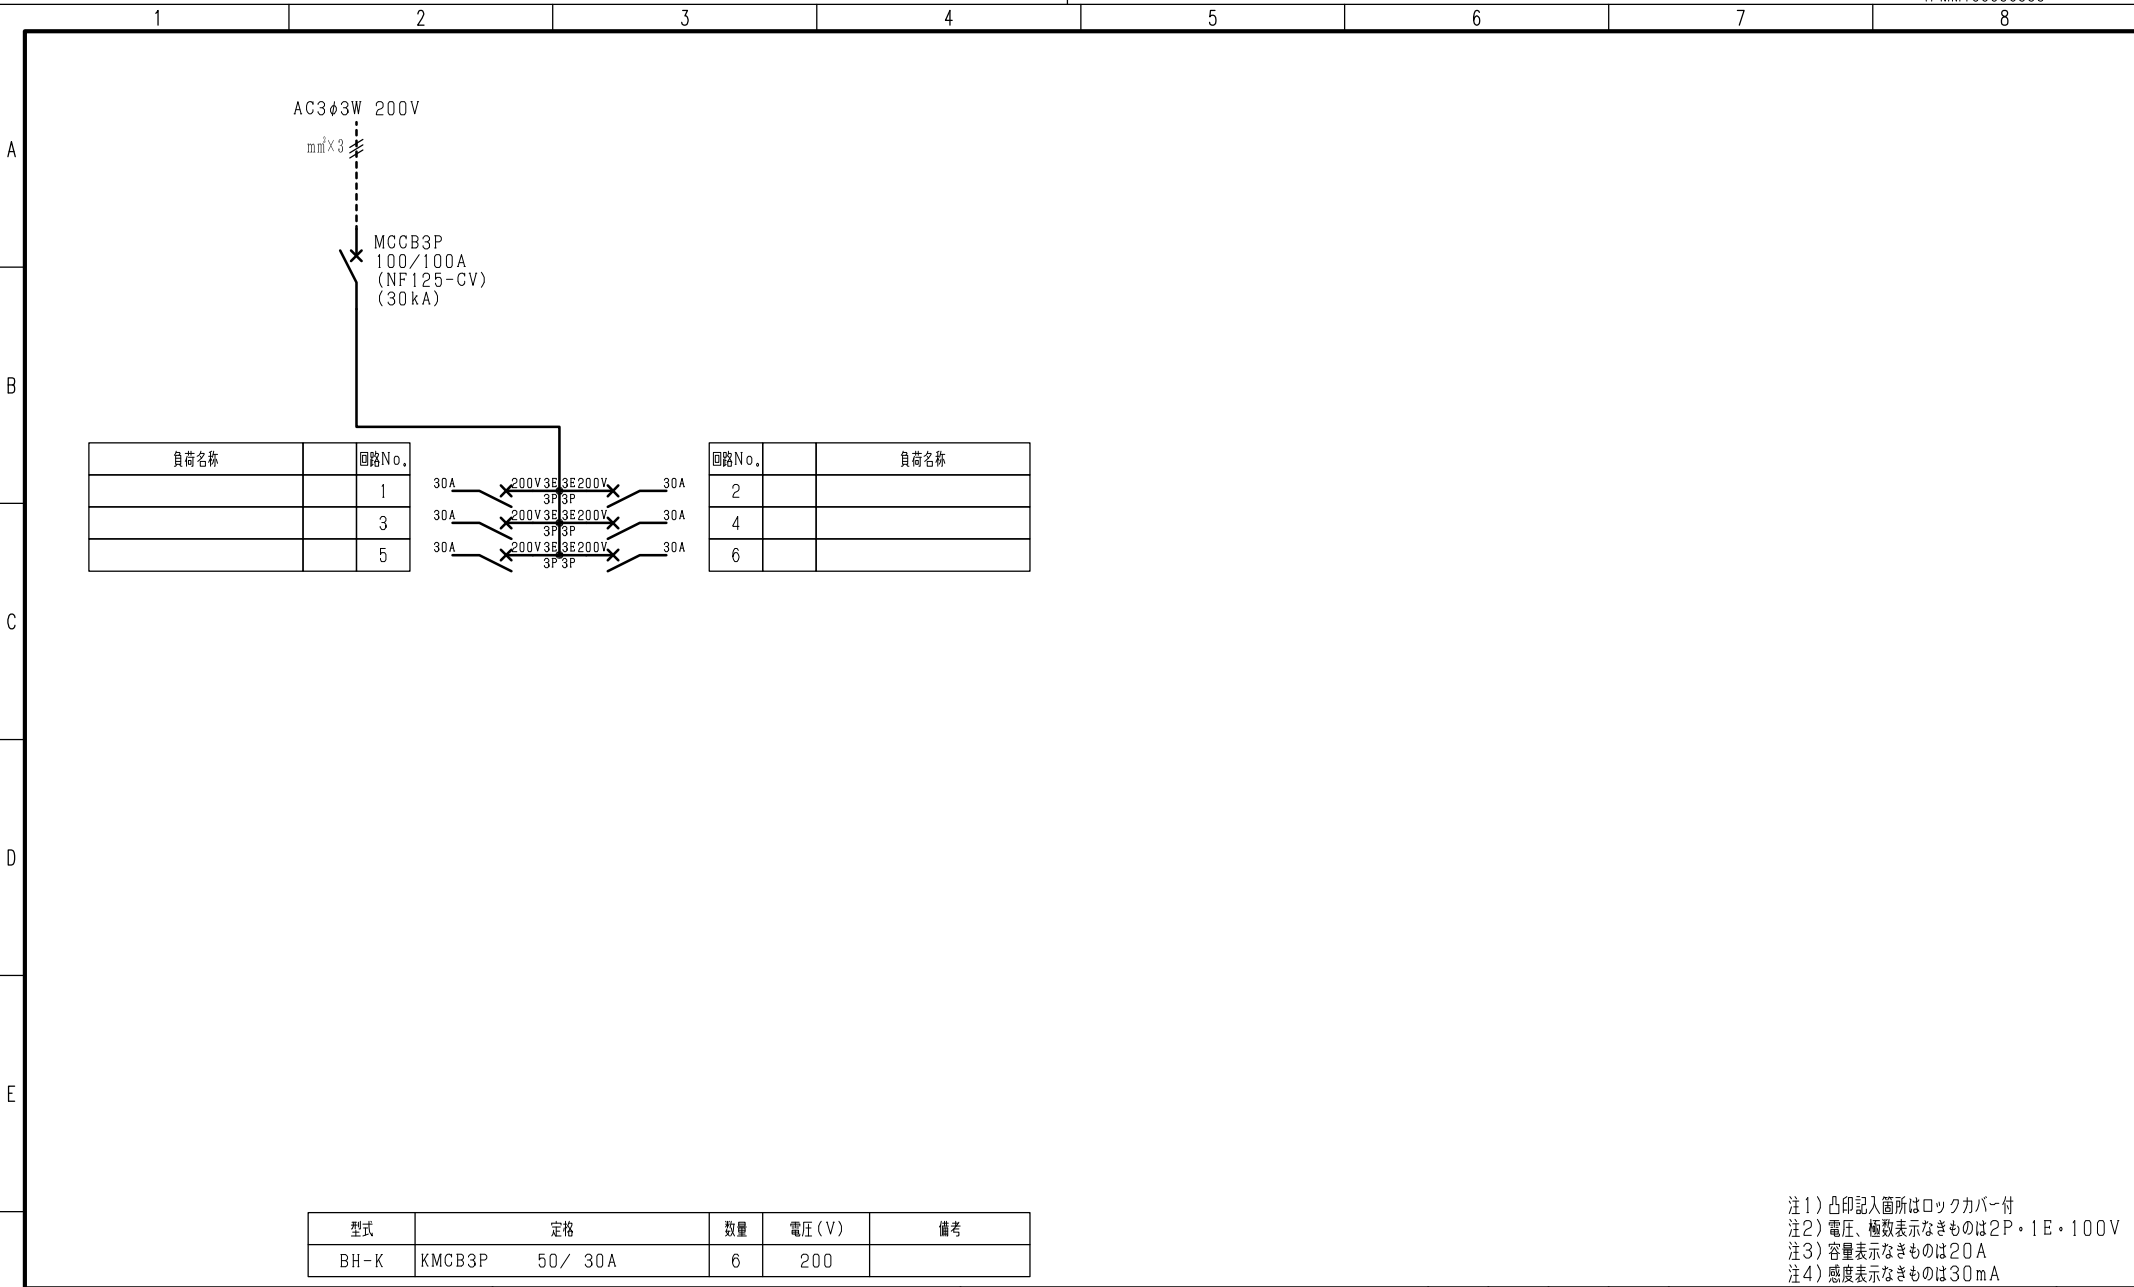 1 2 3 4 5 6 7 8
A
AC3φ3W 200V
mm²×3
MCCB3P
100/100A
(NF125-CV)
(30kA)
B
負荷名称 回路No. 回路No. 負荷名称
1 30A 200V 3E 3E 200V 30A 2
3P 3P
3 30A 200V 3E 3E 200V 30A 4
3P 3P
5 30A 200V 3E 3E 200V 30A 6
3P 3P
C
D
E
型式 定格 数量 電圧(V) 備考
BH-K KMCB3P 50/ 30A 6 200
注1)凸印記入箇所はロックカバー付
注2)電圧、極数表示なきものは2P・1E・100V
注3)容量表示なきものは20A
注4)感度表示なきものは30mA